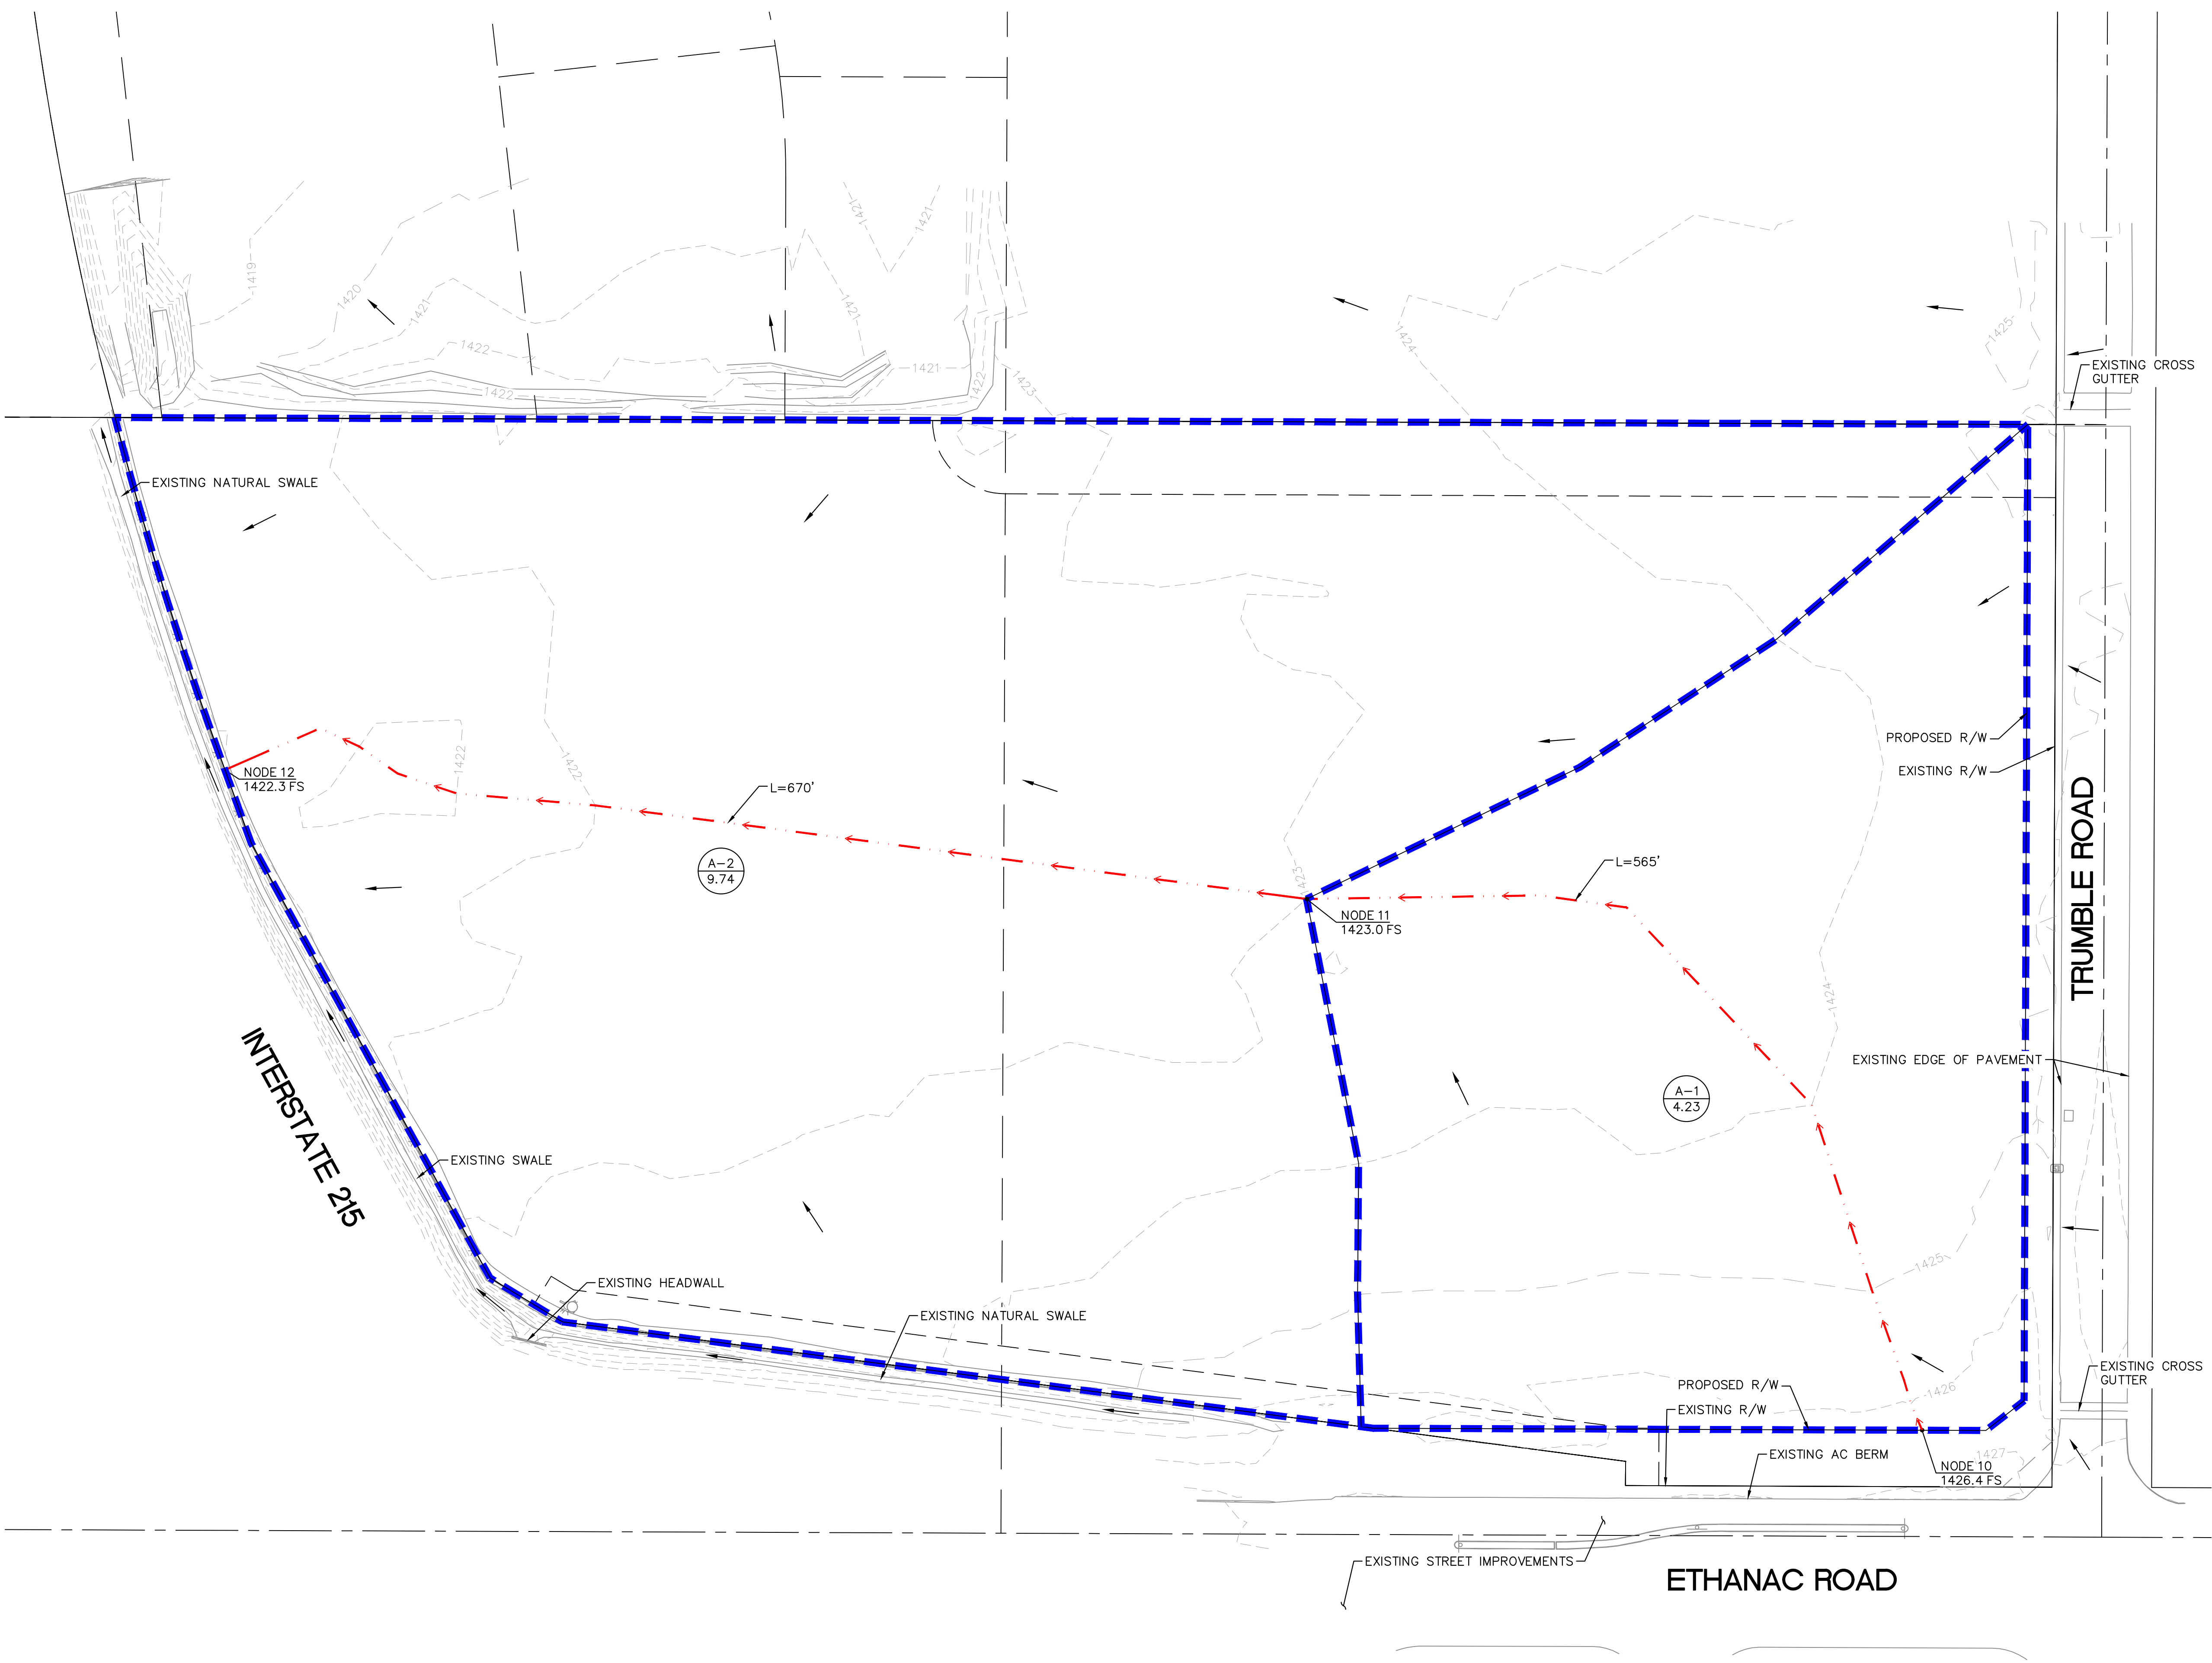 1421
1421
1419
1420
1421
1421
1425
1424
1422
1421
1423
1422
1422
EXISTING CROSS
GUTTER
EXISTING NATURAL SWALE
PROPOSED R/W
EXISTING R/W
NODE 12
1422.3 FS
1422
1422
L=670'
TRUMBLE ROAD
A-2
9.74
L=565'
1423
NODE 11
1423.0 FS
1424
EXISTING EDGE OF PAVEMENT
A-1
4.23
INTERSTATE 215
EXISTING SWALE
1425
EXISTING HEADWALL
EXISTING NATURAL SWALE
EXISTING CROSS
GUTTER
PROPOSED R/W
1426
EXISTING R/W
EXISTING AC BERM
1427
NODE 10
1426.4 FS
EXISTING STREET IMPROVEMENTS
ETHANAC ROAD